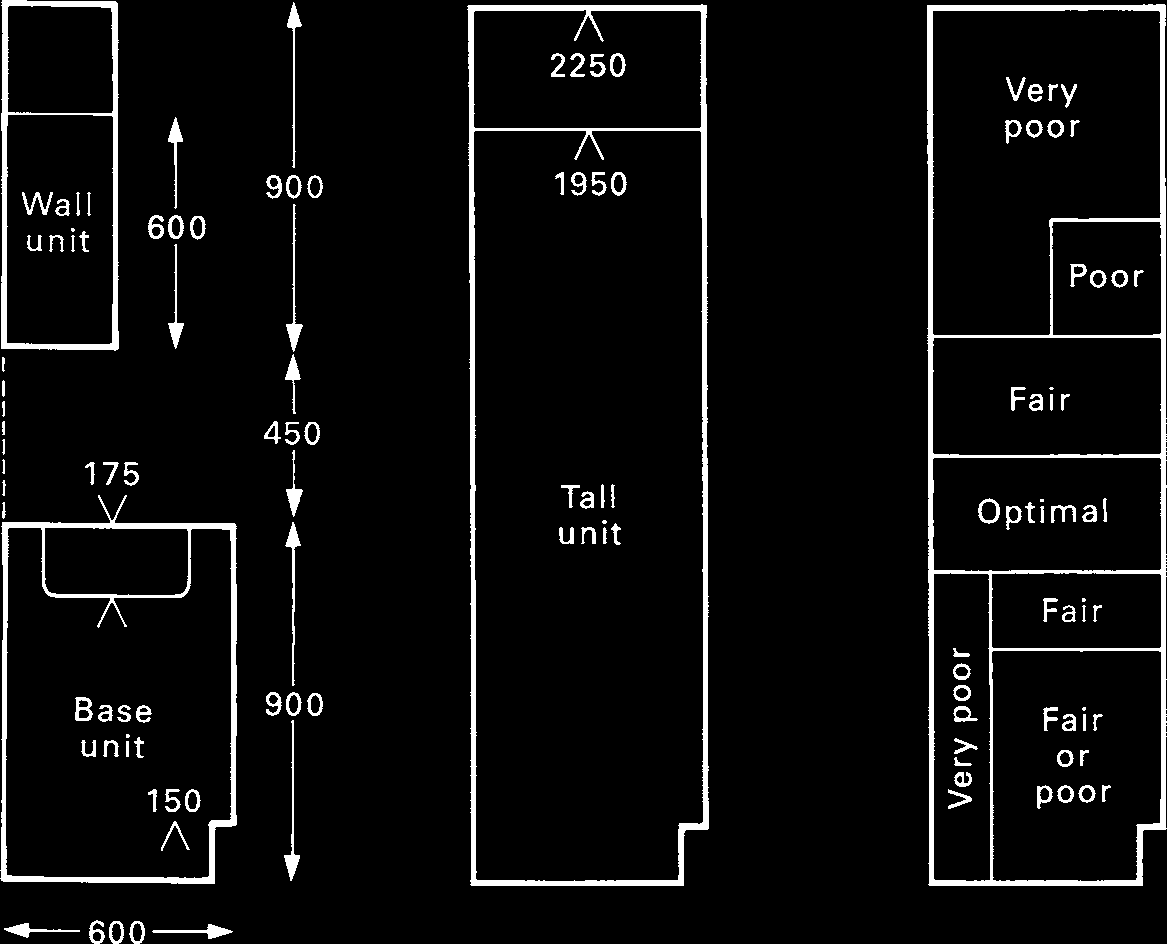 Wall
unit
600
900
450
175
Base
unit
150
900
600
2250
1950
Tall
unit
Very
poor
Poor
Fair
Optimal
Very poor
Fair
Fair
or
poor